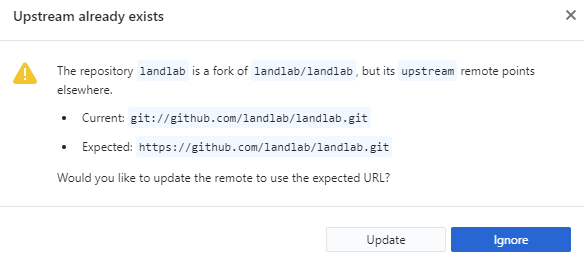 Upstream already exists
The repository landlab is a fork of landlab/landlab, but its upstream remote points
elsewhere.
• Current: git://github.com/landlab/landlab.git
• Expected: https://github.com/landlab/landlab.git
Would you like to update the remote to use the expected URL?
Update Ignore